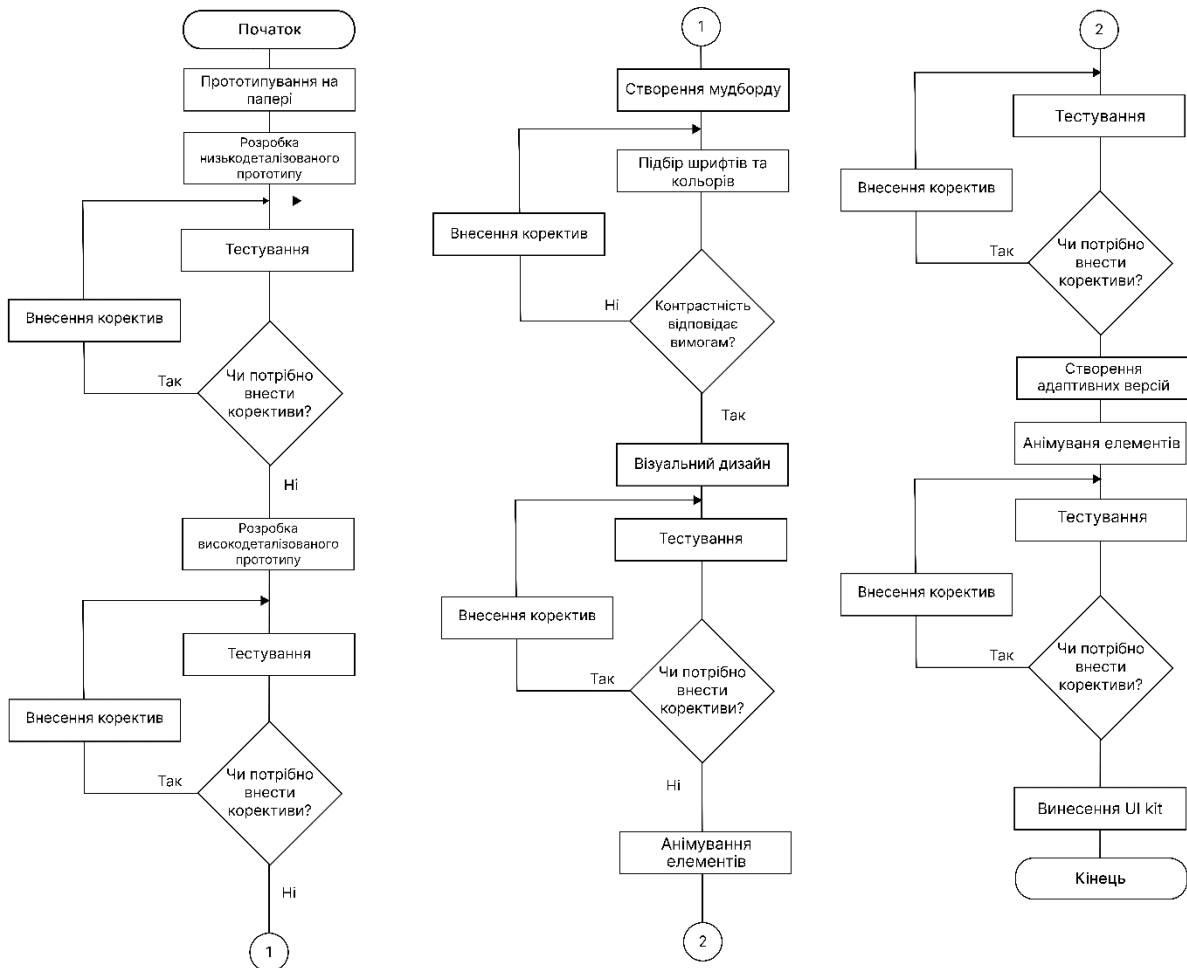 Початок
Прототипування на
папері
Розробка
низькодеталізованого
прототипу
Тестування
Внесення коректив
Так
Чи потрібно
внести
корективи?
Ні
Розробка
високодеталізованого
прототипу
Тестування
Внесення коректив
Так
Чи потрібно
внести
корективи?
Ні
1
1
Створення мудборду
Підбір шрифтів та
кольорів
Внесення коректив
Ні
Контрастність
відповідає
вимогам?
Так
Візуальний дизайн
Тестування
Внесення коректив
Так
Чи потрібно
внести
корективи?
Ні
Анімування
елементів
2
2
Тестування
Внесення коректив
Так
Чи потрібно
внести
корективи?
Створення
адаптивних версій
Анімуваня елементів
Тестування
Внесення коректив
Так
Чи потрібно
внести
корективи?
Винесення UI kit
Кінець